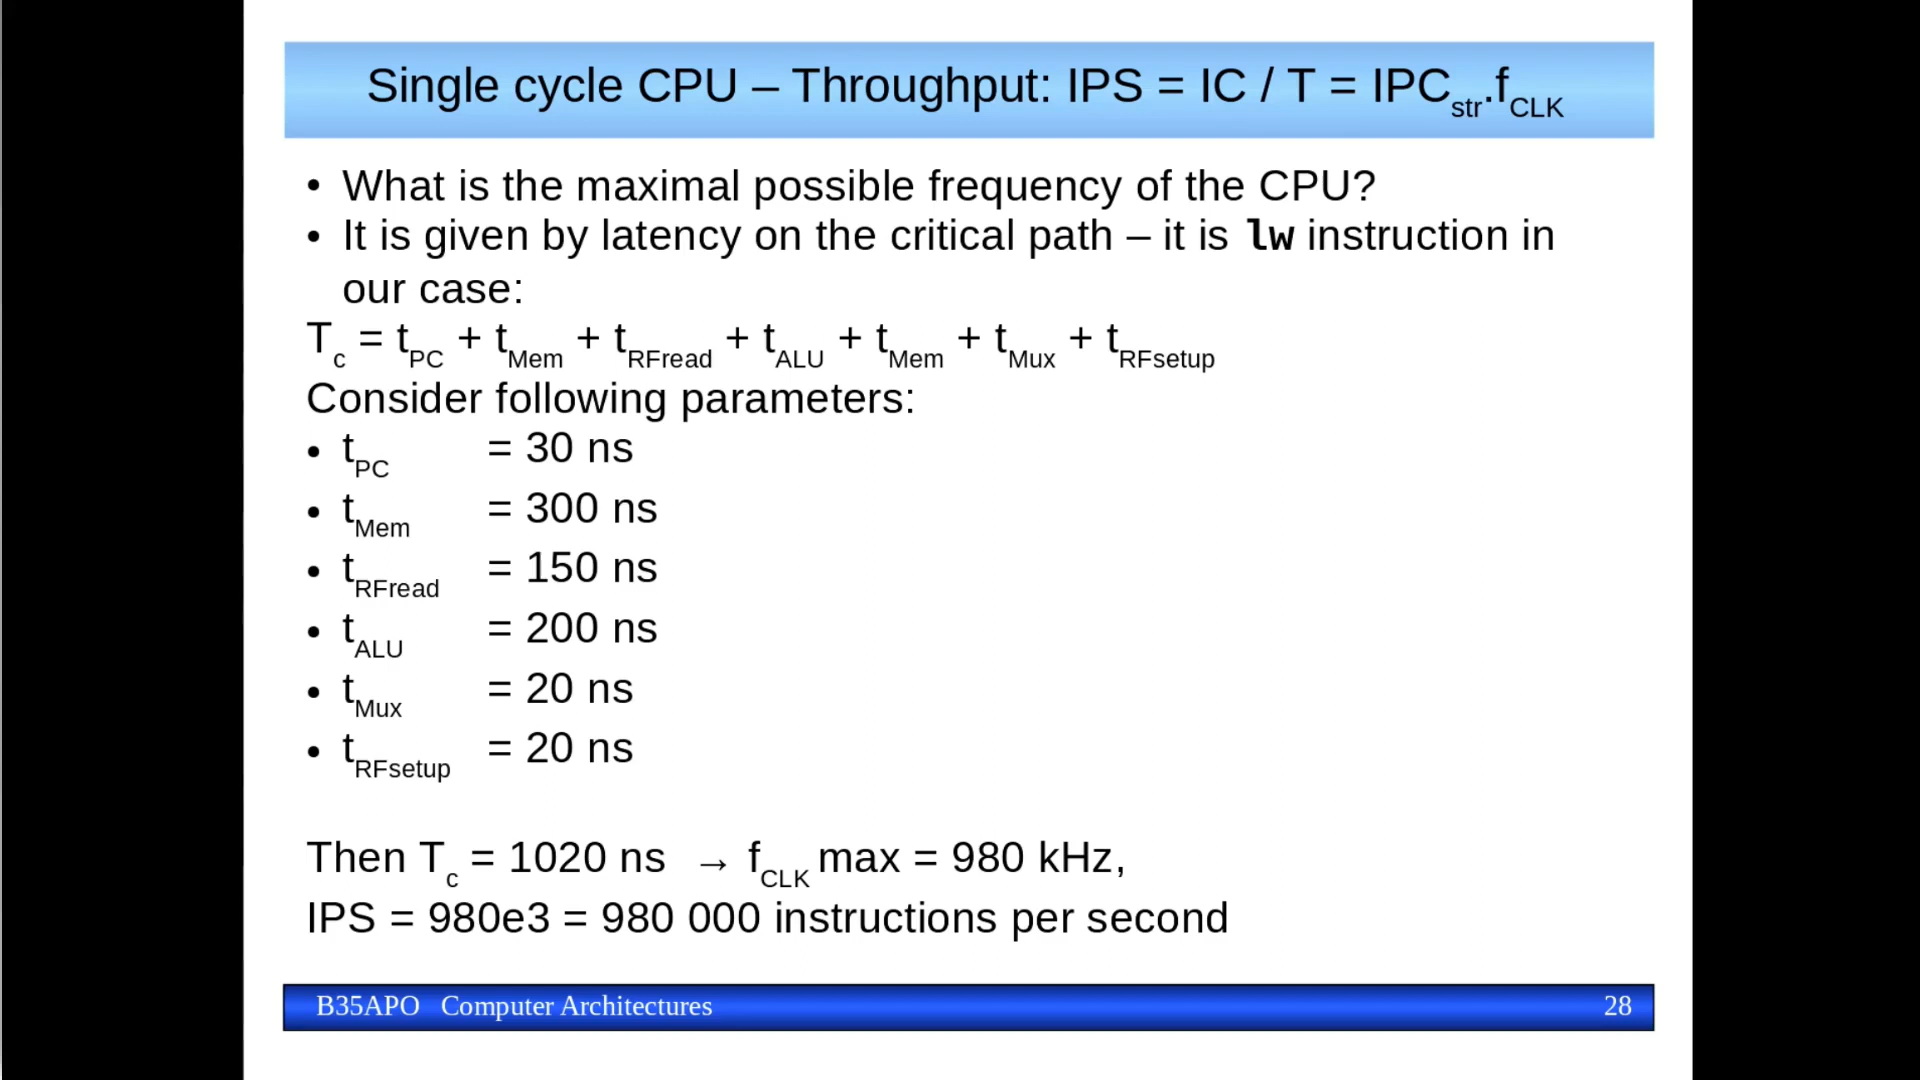 Single cycle CPU – Throughput: IPS = IC / T = IPCstr.fCLK
• What is the maximal possible frequency of the CPU?
• It is given by latency on the critical path – it is lw instruction in
our case:
Tc = tPC + tMem + tRFread + tALU + tMem + tMux + tRFsetup
Consider following parameters:
• tPC = 30 ns
• tMem = 300 ns
• tRFread = 150 ns
• tALU = 200 ns
• tMux = 20 ns
• tRFsetup = 20 ns
Then Tc = 1020 ns → fCLK max = 980 kHz,
IPS = 980e3 = 980 000 instructions per second
B35APO Computer Architectures 28